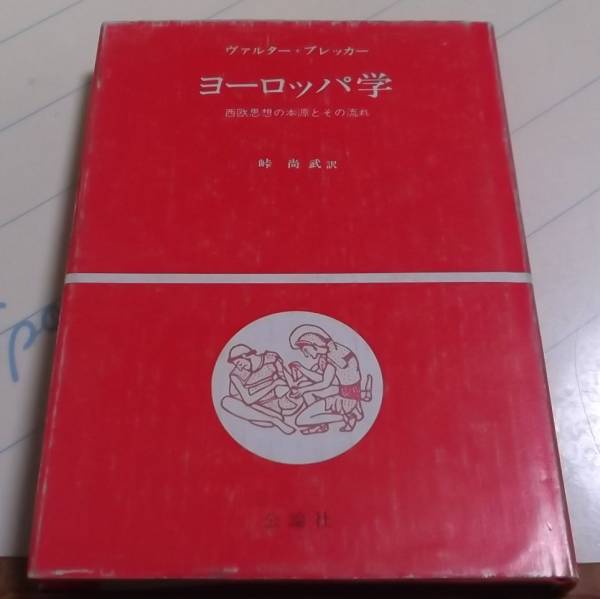 ヴァルター・ブレッカー
ヨーロッパ学
西欧思想の本源とその流れ
峠 尚武 訳
公論社